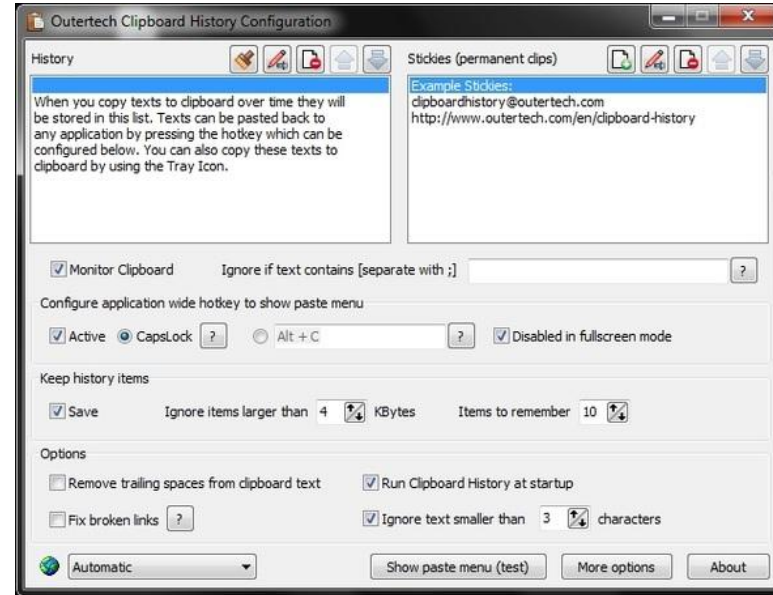 Outertech Clipboard History Configuration
History
Stickies (permanent clips)
When you copy texts to clipboard over time they will
be stored in this list. Texts can be pasted back to
any application by pressing the hotkey which can be
configured below. You can also copy these texts to
clipboard by using the Tray Icon.
Example Stickies:
clipboardhistory@outertech.com
http://www.outertech.com/en/clipboard-history
Monitor Clipboard Ignore if text contains [separate with ;] ?
Configure application wide hotkey to show paste menu
Active CapsLock ? Alt + C ? Disabled in fullscreen mode
Keep history items
Save Ignore items larger than 4 KBytes Items to remember 10
Options
Remove trailing spaces from clipboard text Run Clipboard History at startup
Fix broken links ? Ignore text smaller than 3 characters
Automatic Show paste menu (test) More options About